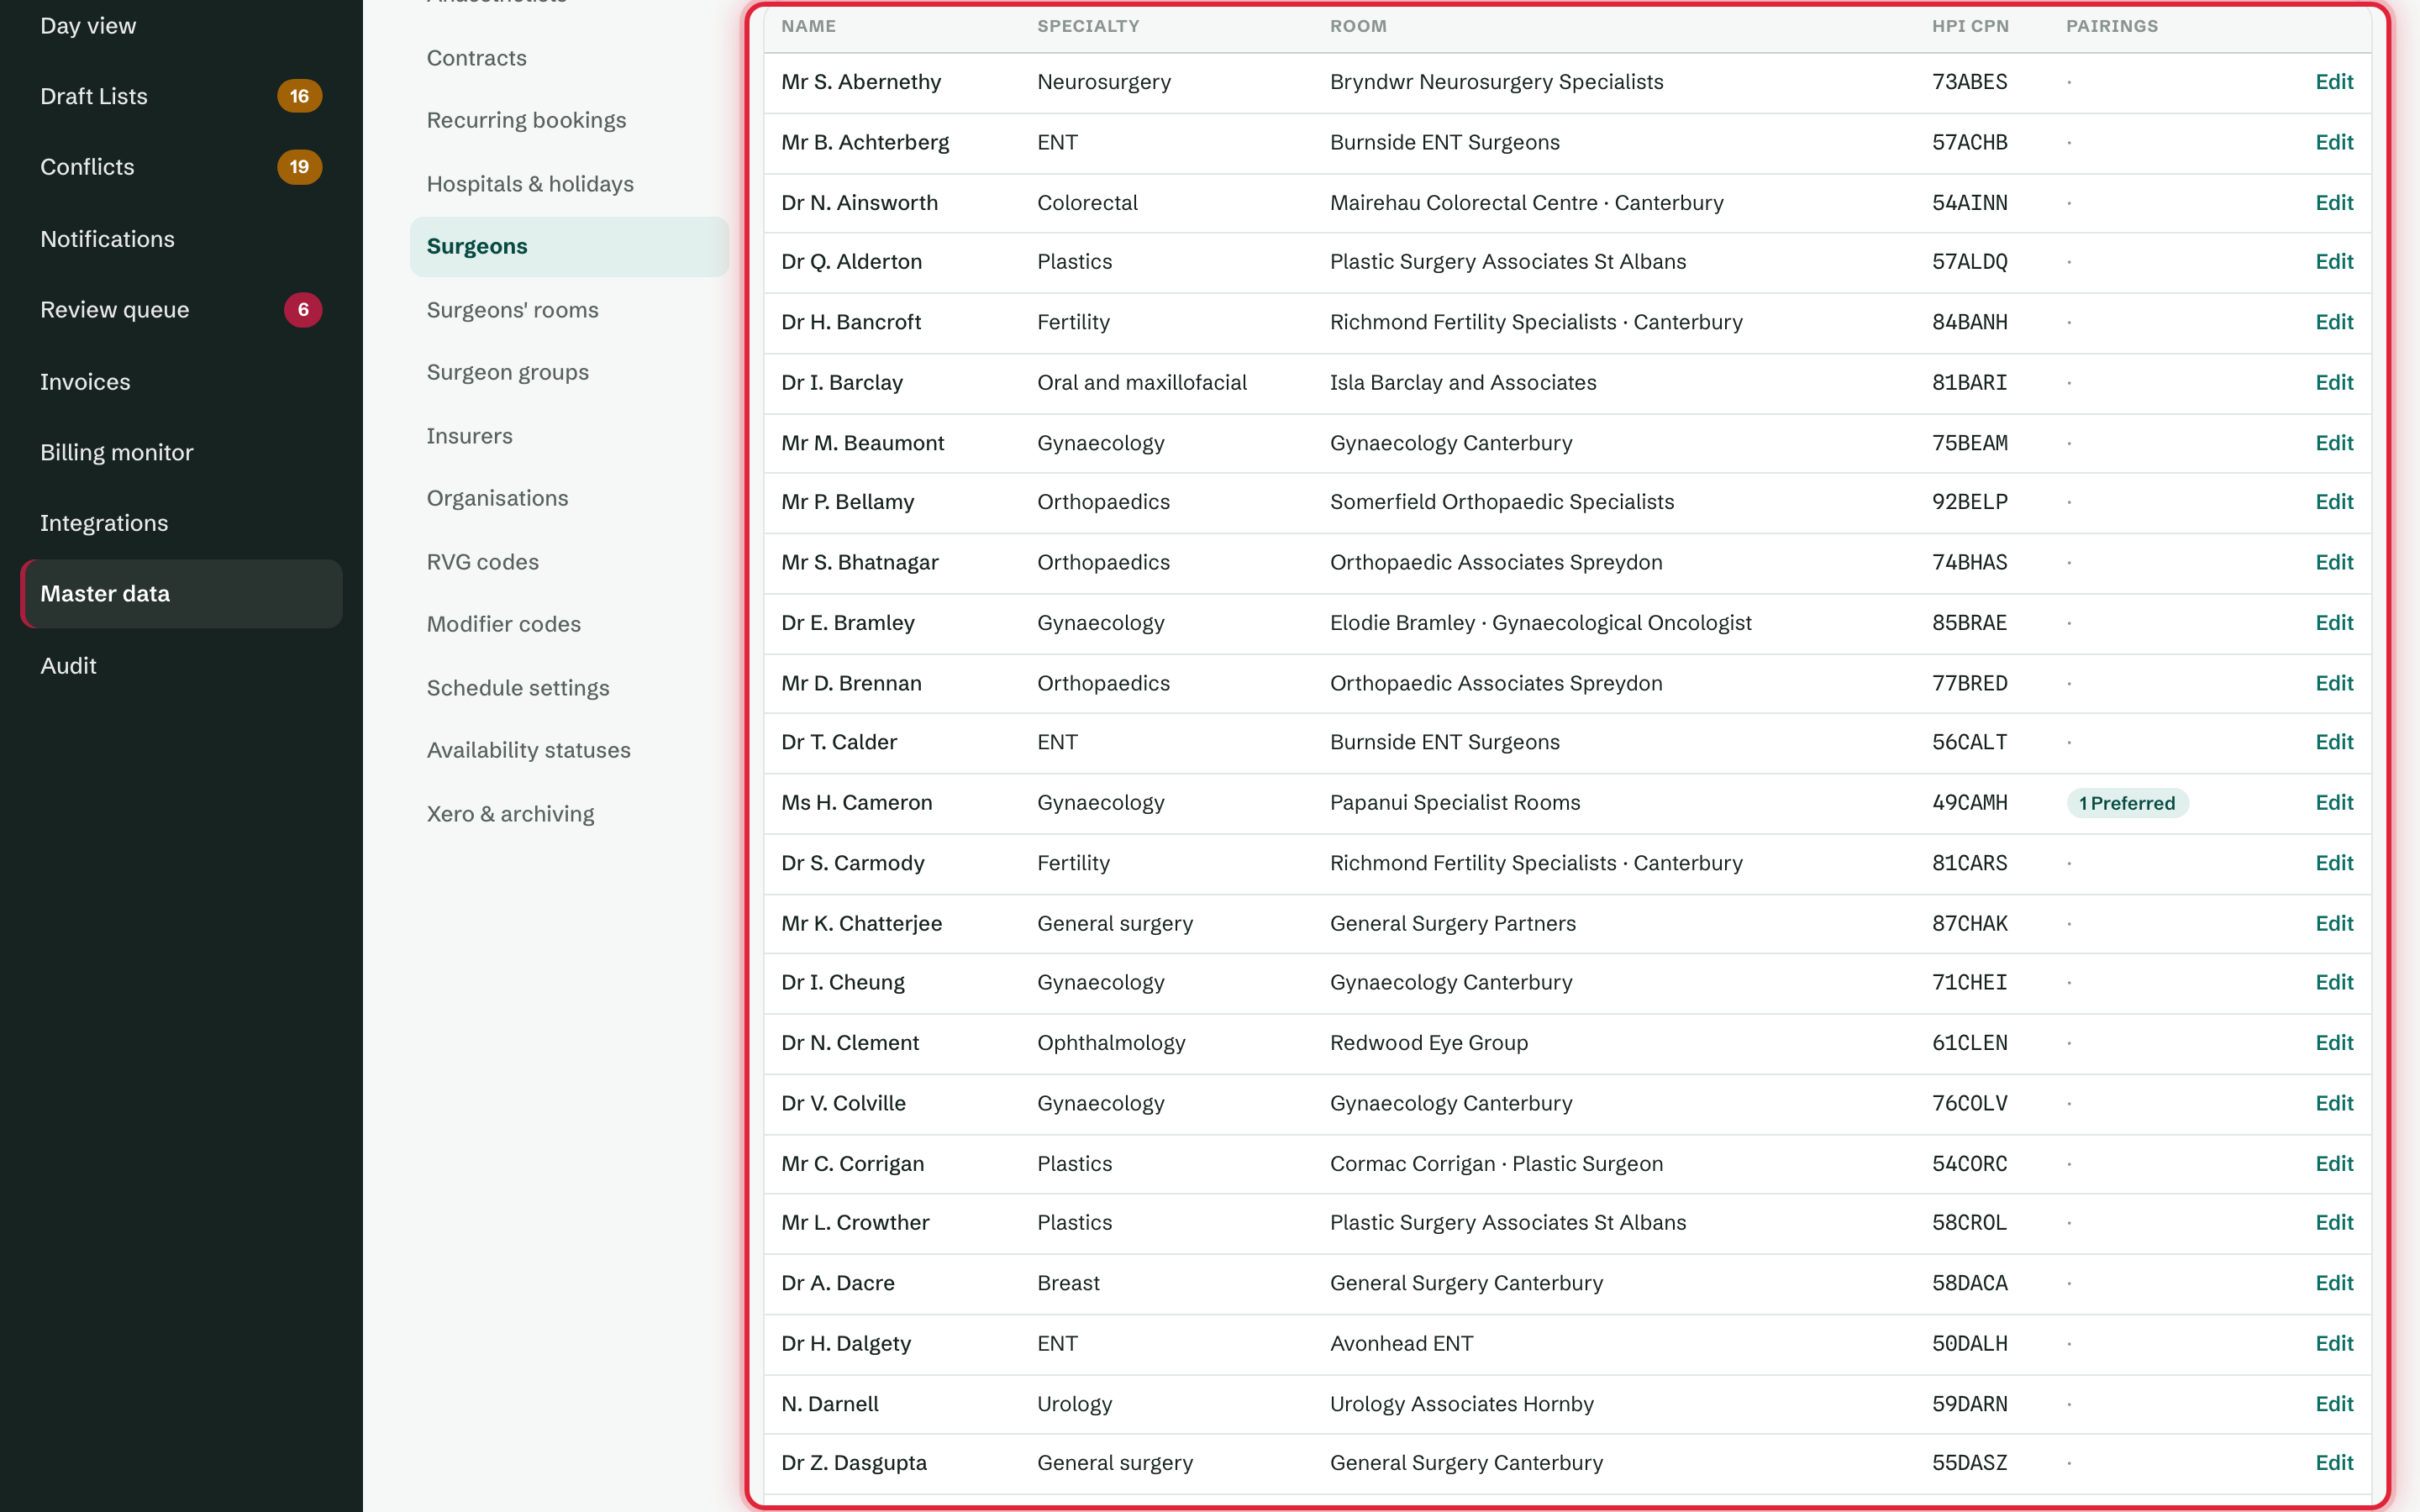 Day view
Draft Lists 16
Conflicts 19
Notifications
Review queue 6
Invoices
Billing monitor
Integrations
Master data
Audit
Contracts
Recurring bookings
Hospitals & holidays
Surgeons
Surgeons' rooms
Surgeon groups
Insurers
Organisations
RVG codes
Modifier codes
Schedule settings
Availability statuses
Xero & archiving
NAME SPECIALTY ROOM HPI CPN PAIRINGS
Mr S. Abernethy Neurosurgery Bryndwr Neurosurgery Specialists 73ABES · Edit
Mr B. Achterberg ENT Burnside ENT Surgeons 57ACHB · Edit
Dr N. Ainsworth Colorectal Mairehau Colorectal Centre · Canterbury 54AINN · Edit
Dr Q. Alderton Plastics Plastic Surgery Associates St Albans 57ALDQ · Edit
Dr H. Bancroft Fertility Richmond Fertility Specialists · Canterbury 84BANH · Edit
Dr I. Barclay Oral and maxillofacial Isla Barclay and Associates 81BARI · Edit
Mr M. Beaumont Gynaecology Gynaecology Canterbury 75BEAM · Edit
Mr P. Bellamy Orthopaedics Somerfield Orthopaedic Specialists 92BELP · Edit
Mr S. Bhatnagar Orthopaedics Orthopaedic Associates Spreydon 74BHAS · Edit
Dr E. Bramley Gynaecology Elodie Bramley · Gynaecological Oncologist 85BRAE · Edit
Mr D. Brennan Orthopaedics Orthopaedic Associates Spreydon 77BRED · Edit
Dr T. Calder ENT Burnside ENT Surgeons 56CALT · Edit
Ms H. Cameron Gynaecology Papanui Specialist Rooms 49CAMH 1 Preferred Edit
Dr S. Carmody Fertility Richmond Fertility Specialists · Canterbury 81CARS · Edit
Mr K. Chatterjee General surgery General Surgery Partners 87CHAK · Edit
Dr I. Cheung Gynaecology Gynaecology Canterbury 71CHEI · Edit
Dr N. Clement Ophthalmology Redwood Eye Group 61CLEN · Edit
Dr V. Colville Gynaecology Gynaecology Canterbury 76COLV · Edit
Mr C. Corrigan Plastics Cormac Corrigan · Plastic Surgeon 54CORC · Edit
Mr L. Crowther Plastics Plastic Surgery Associates St Albans 58CROL · Edit
Dr A. Dacre Breast General Surgery Canterbury 58DACA · Edit
Dr H. Dalgety ENT Avonhead ENT 50DALH · Edit
N. Darnell Urology Urology Associates Hornby 59DARN · Edit
Dr Z. Dasgupta General surgery General Surgery Canterbury 55DASZ · Edit